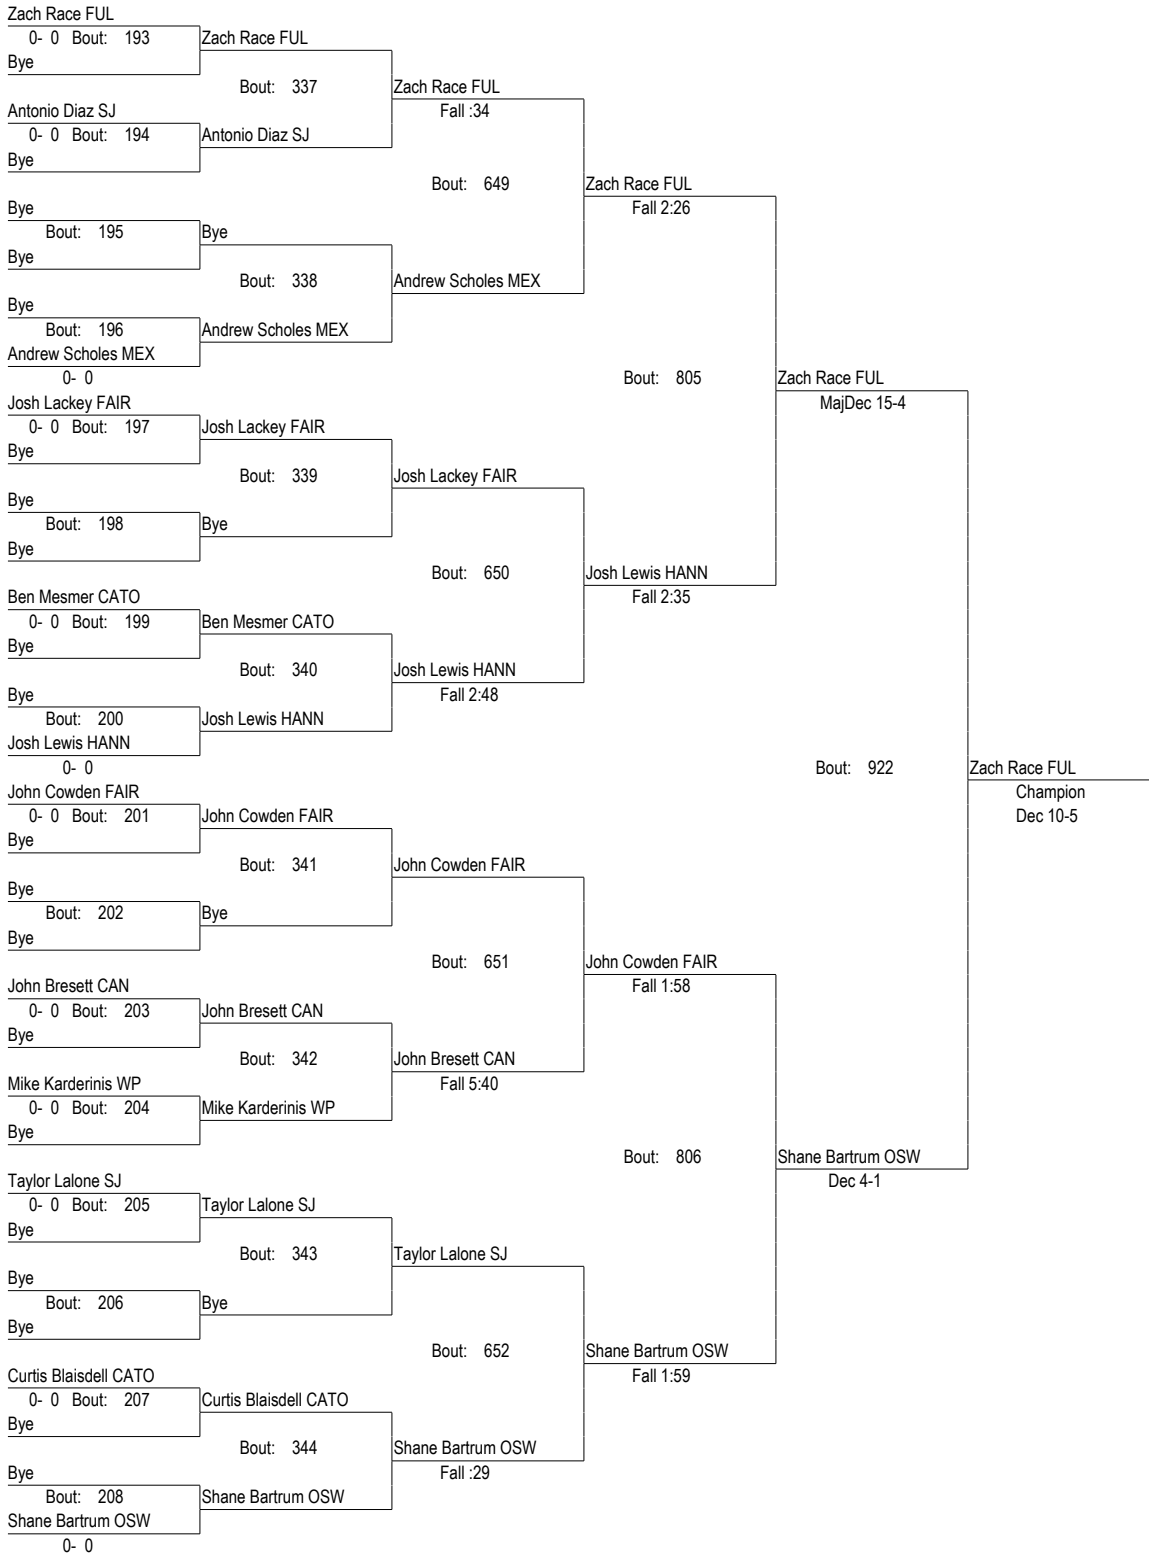 Zach Race FUL
0- 0 Bout: 193 Zach Race FUL
Bye
Bout: 337 Zach Race FUL
Antonio Diaz SJ Fall :34
0- 0 Bout: 194 Antonio Diaz SJ
Bye
Bout: 649 Zach Race FUL
Bye Fall 2:26
Bout: 195 Bye
Bye
Bout: 338 Andrew Scholes MEX
Bye
Bout: 196 Andrew Scholes MEX
Andrew Scholes MEX
0- 0 Bout: 805 Zach Race FUL
Josh Lackey FAIR MajDec 15-4
0- 0 Bout: 197 Josh Lackey FAIR
Bye
Bout: 339 Josh Lackey FAIR
Bye
Bout: 198 Bye
Bye
Bout: 650 Josh Lewis HANN
Ben Mesmer CATO Fall 2:35
0- 0 Bout: 199 Ben Mesmer CATO
Bye
Bout: 340 Josh Lewis HANN
Bye Fall 2:48
Bout: 200 Josh Lewis HANN
Josh Lewis HANN
0- 0 Bout: 922 Zach Race FUL
John Cowden FAIR Champion
0- 0 Bout: 201 John Cowden FAIR Dec 10-5
Bye
Bout: 341 John Cowden FAIR
Bye
Bout: 202 Bye
Bye
Bout: 651 John Cowden FAIR
John Bresett CAN Fall 1:58
0- 0 Bout: 203 John Bresett CAN
Bye
Bout: 342 John Bresett CAN
Mike Karderinis WP Fall 5:40
0- 0 Bout: 204 Mike Karderinis WP
Bye
Bout: 806 Shane Bartrum OSW
Taylor Lalone SJ Dec 4-1
0- 0 Bout: 205 Taylor Lalone SJ
Bye
Bout: 343 Taylor Lalone SJ
Bye
Bout: 206 Bye
Bye
Bout: 652 Shane Bartrum OSW
Curtis Blaisdell CATO Fall 1:59
0- 0 Bout: 207 Curtis Blaisdell CATO
Bye
Bout: 344 Shane Bartrum OSW
Bye Fall :29
Bout: 208 Shane Bartrum OSW
Shane Bartrum OSW
0- 0